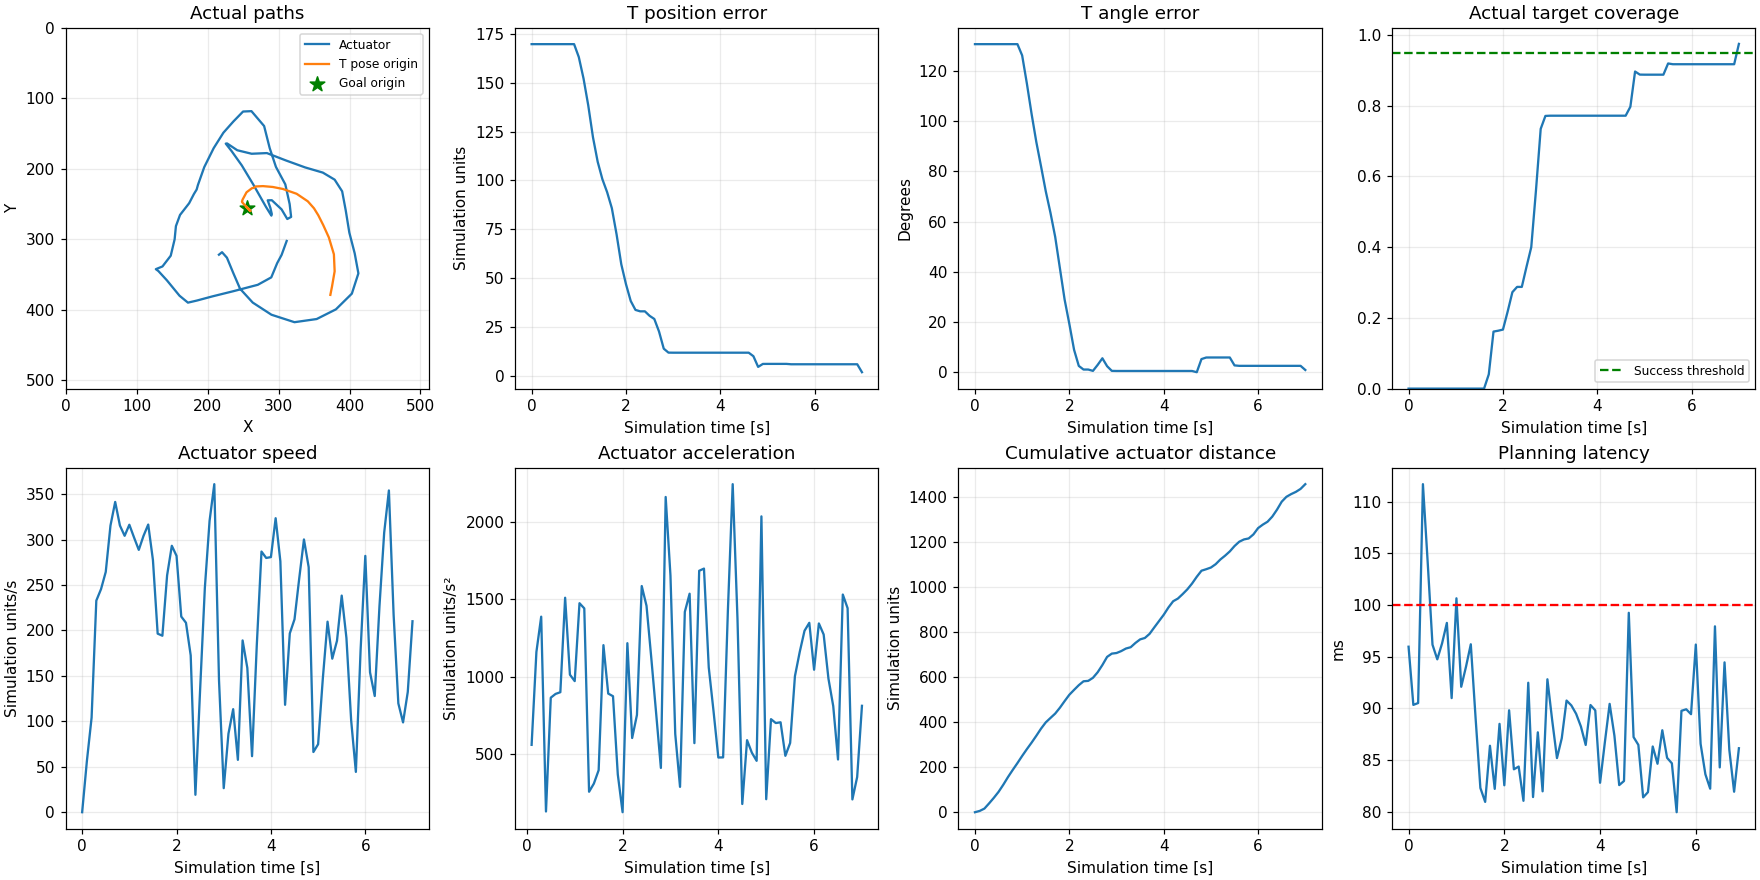 Actual paths
Y
0
100
200
300
400
500
Actuator
T pose origin
Goal origin
0 100 200 300 400 500
X
T position error
Simulation units
175
150
125
100
75
50
25
0
0 2 4 6
Simulation time [s]
T angle error
Degrees
120
100
80
60
40
20
0
0 2 4 6
Simulation time [s]
Actual target coverage
1.0
0.8
0.6
0.4
0.2
0.0
Success threshold
0 2 4 6
Simulation time [s]
Actuator speed
Simulation units/s
350
300
250
200
150
100
50
0
0 2 4 6
Simulation time [s]
Actuator acceleration
Simulation units/s²
2000
1500
1000
500
0 2 4 6
Simulation time [s]
Cumulative actuator distance
Simulation units
1400
1200
1000
800
600
400
200
0
0 2 4 6
Simulation time [s]
Planning latency
ms
110
105
100
95
90
85
80
0 2 4 6
Simulation time [s]